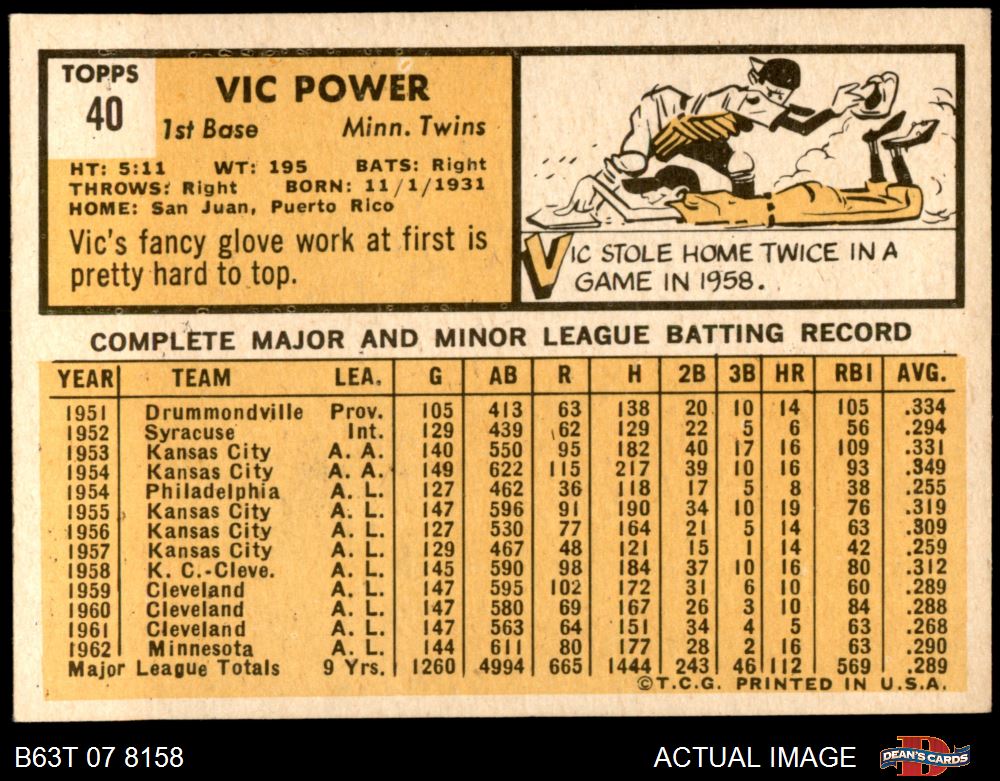 TOPPS
40
VIC POWER
1st Base Minn. Twins
HT: 5:11 WT: 195 BATS: Right
THROWS: Right BORN: 11/1/1931
HOME: San Juan, Puerto Rico
Vic's fancy glove work at first is
pretty hard to top.
VIC STOLE HOME TWICE IN A
GAME IN 1958.
COMPLETE MAJOR AND MINOR LEAGUE BATTING RECORD
YEAR TEAM LEA. G AB R H 2B 3B HR RBI AVG.
1951 Drummondville Prov. 105 413 63 138 20 10 14 105 .334
1952 Syracuse Int. 129 439 62 129 22 5 6 56 .294
1953 Kansas City A. A. 140 550 95 182 40 17 16 109 .331
1954 Kansas City A. A. 149 622 115 217 39 10 16 93 .349
1954 Philadelphia A. L. 127 462 36 118 17 5 8 38 .255
1955 Kansas City A. L. 147 596 91 190 34 10 19 76 .319
1956 Kansas City A. L. 127 530 77 164 21 5 14 63 .309
1957 Kansas City A. L. 129 467 48 121 15 1 14 42 .259
1958 K. C.-Cleve. A. L. 145 590 98 184 37 10 16 80 .312
1959 Cleveland A. L. 147 595 102 172 31 6 10 60 .289
1960 Cleveland A. L. 147 580 69 167 26 3 10 84 .288
1961 Cleveland A. L. 147 563 64 151 34 4 5 63 .268
1962 Minnesota A. L. 144 611 80 177 28 2 16 63 .290
Major League Totals 9 Yrs. 1260 4994 665 1444 243 46 112 569 .289
©T.C.G. PRINTED IN U.S.A.
B63T 07 8158 ACTUAL IMAGE DEAN'S CARDS